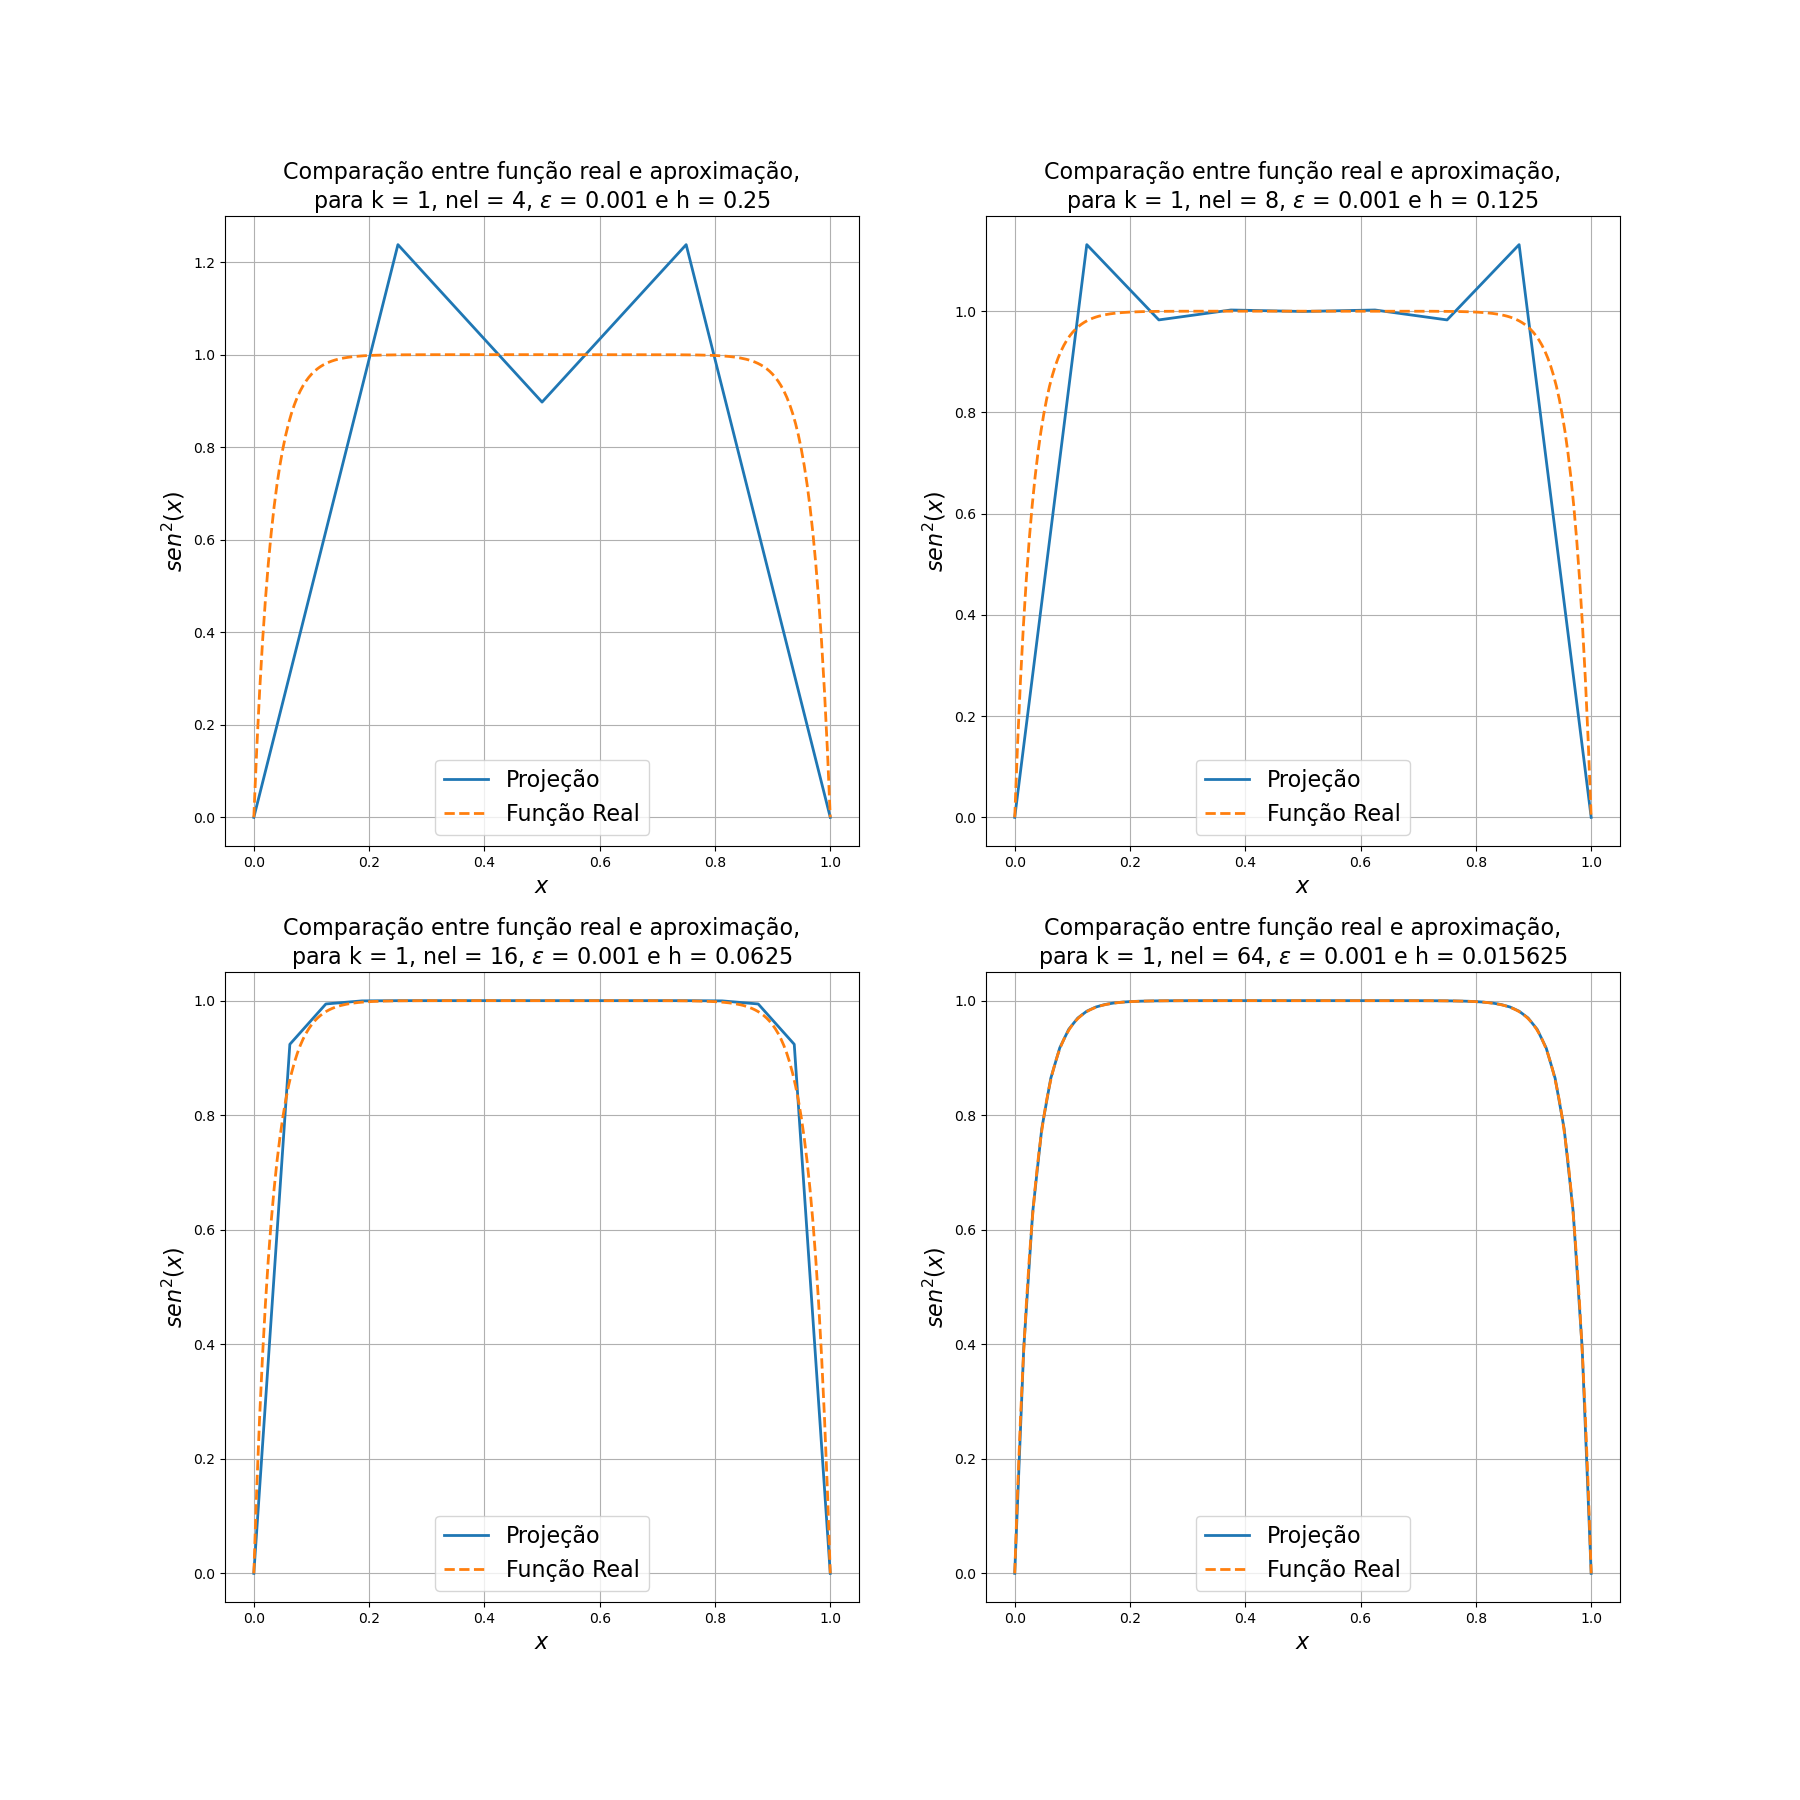 Comparação entre função real e aproximação,
para k = 1, nel = 4, ε = 0.001 e h = 0.25
1.2
1.0
0.8
0.6
0.4
0.2
0.0
sen²(x)
Projeção
Função Real
0.0 0.2 0.4 0.6 0.8 1.0
x
Comparação entre função real e aproximação,
para k = 1, nel = 8, ε = 0.001 e h = 0.125
1.0
0.8
0.6
0.4
0.2
0.0
sen²(x)
Projeção
Função Real
0.0 0.2 0.4 0.6 0.8 1.0
x
Comparação entre função real e aproximação,
para k = 1, nel = 16, ε = 0.001 e h = 0.0625
1.0
0.8
0.6
0.4
0.2
0.0
sen²(x)
Projeção
Função Real
0.0 0.2 0.4 0.6 0.8 1.0
x
Comparação entre função real e aproximação,
para k = 1, nel = 64, ε = 0.001 e h = 0.015625
1.0
0.8
0.6
0.4
0.2
0.0
sen²(x)
Projeção
Função Real
0.0 0.2 0.4 0.6 0.8 1.0
x